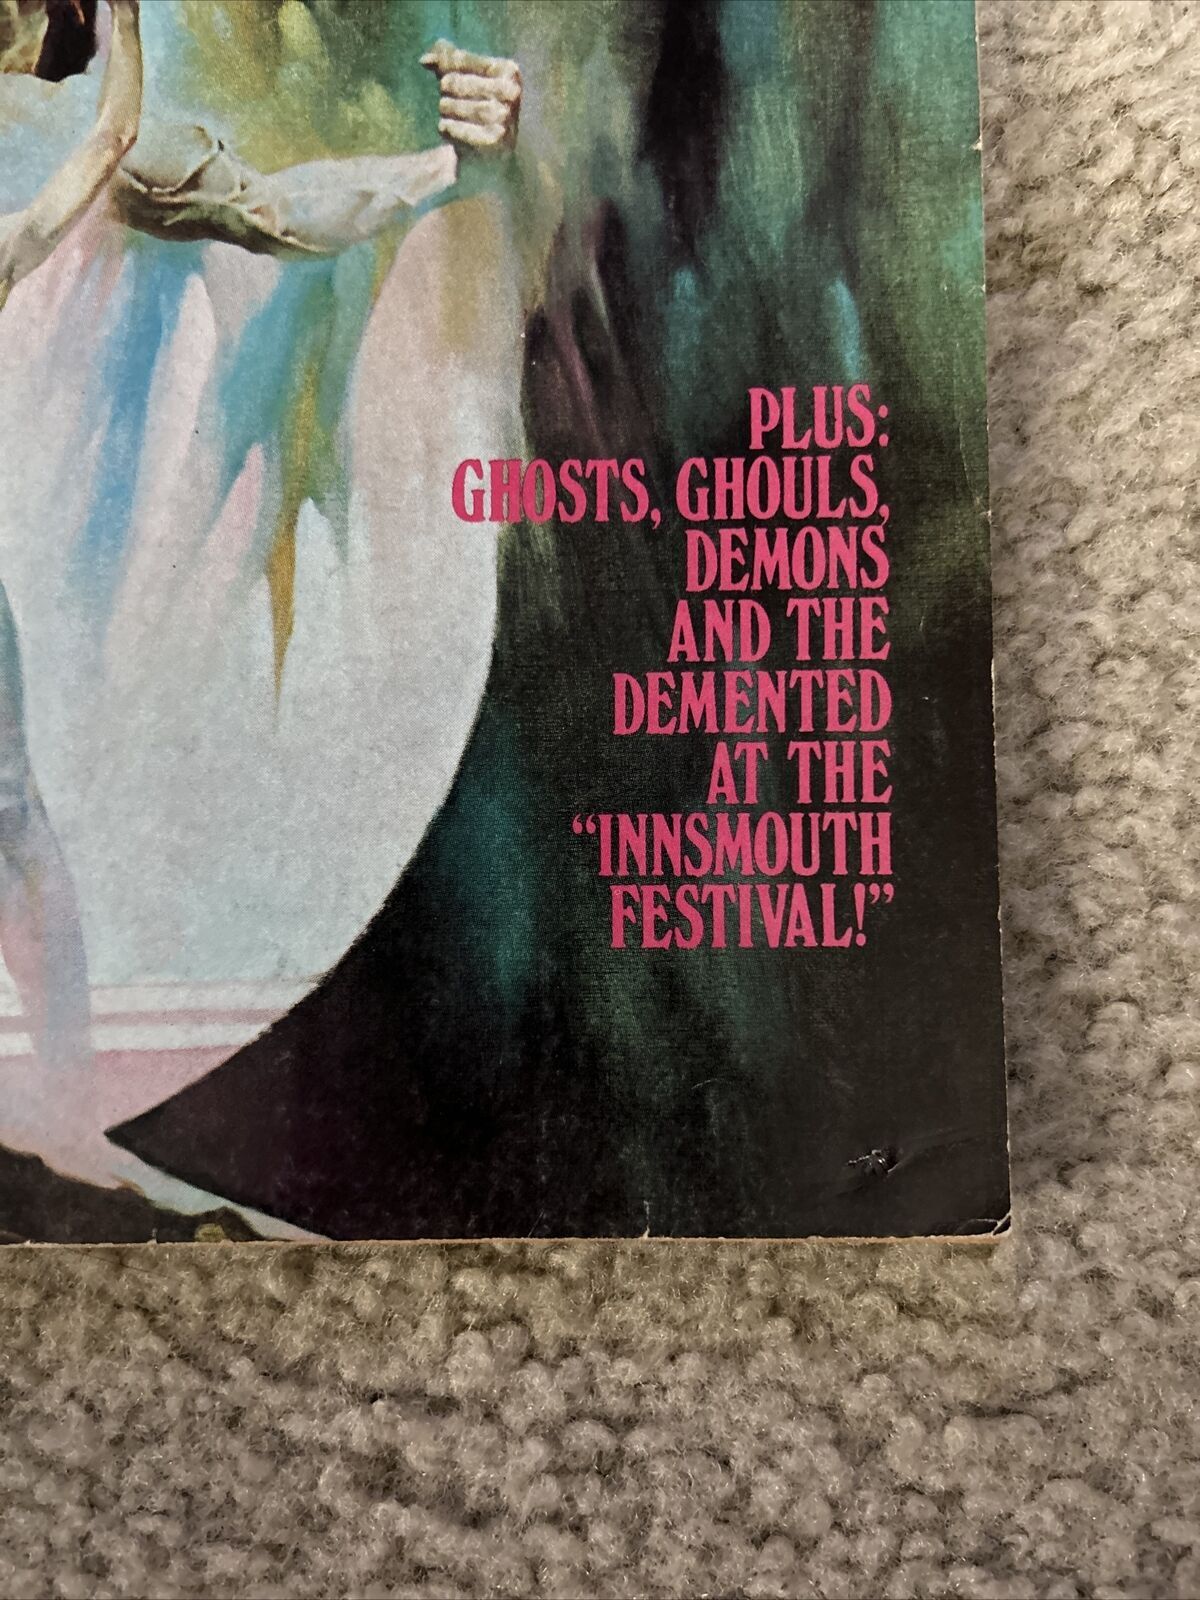 PLUS:
GHOSTS, GHOULS,
DEMONS
AND THE
DEMENTED
AT THE
“INNSMOUTH
FESTIVAL!”